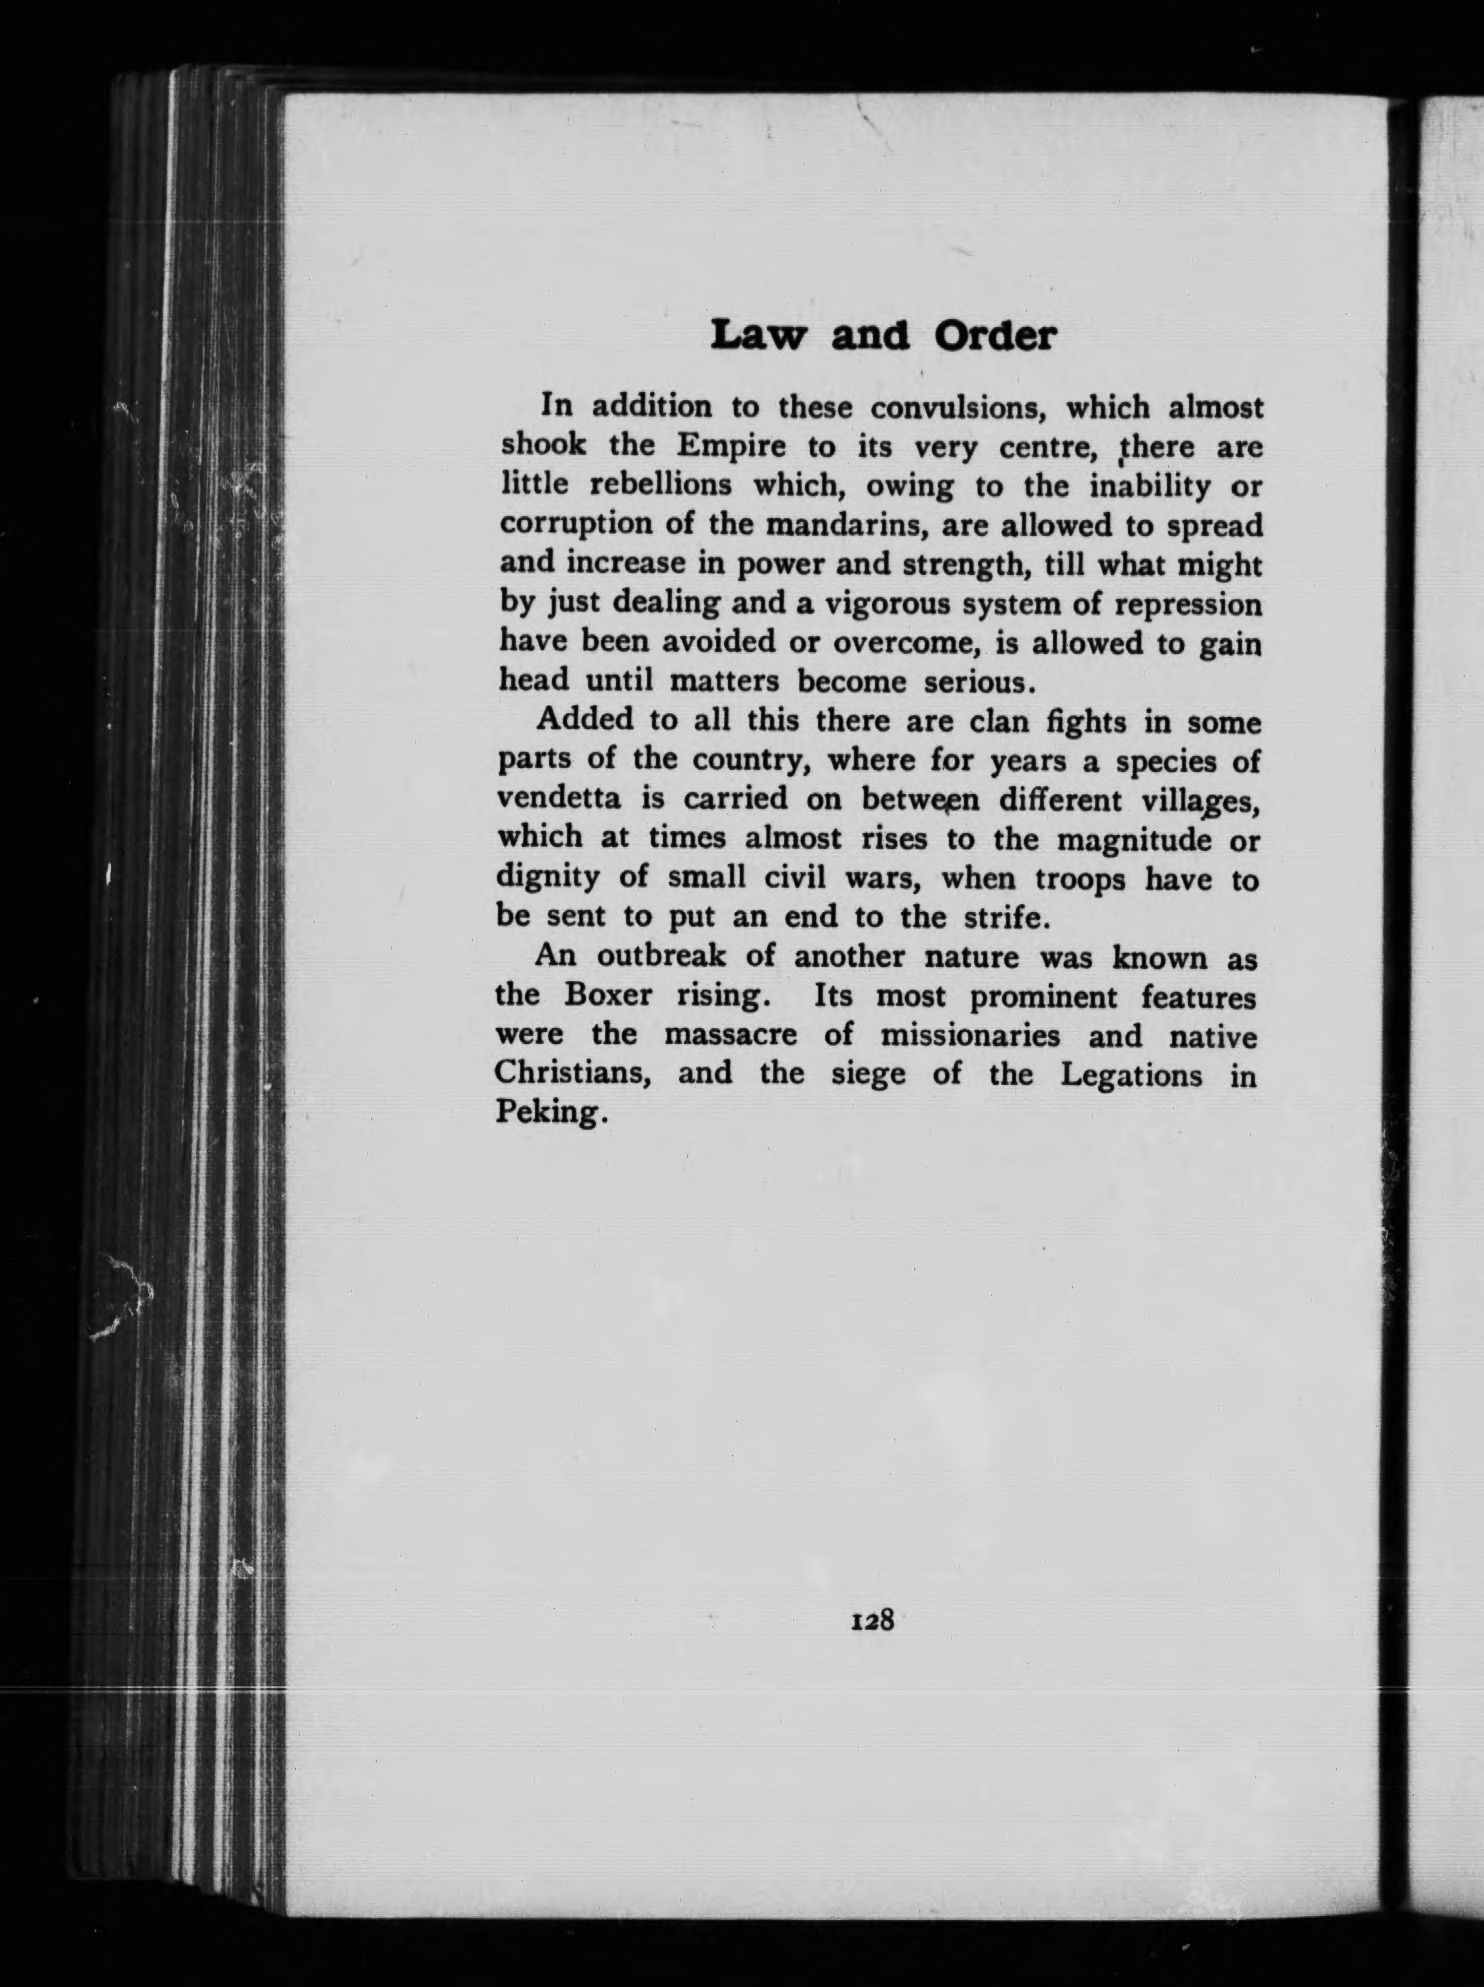 Law and Order
In addition to these convulsions, which almost
shook the Empire to its very centre, there are
little rebellions which, owing to the inability or
corruption of the mandarins, are allowed to spread
and increase in power and strength, till what might
by just dealing and a vigorous system of repression
have been avoided or overcome, is allowed to gain
head until matters become serious.
Added to all this there are clan fights in some
parts of the country, where for years a species of
vendetta is carried on between different villages,
which at times almost rises to the magnitude or
dignity of small civil wars, when troops have to
be sent to put an end to the strife.
An outbreak of another nature was known as
the Boxer rising. Its most prominent features
were the massacre of missionaries and native
Christians, and the siege of the Legations in
Peking.
128